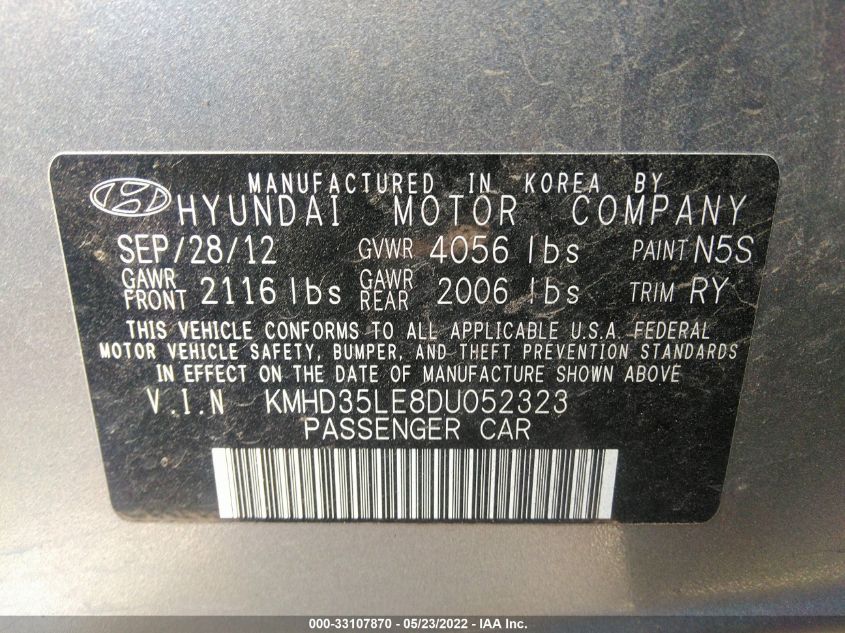 MANUFACTURED IN KOREA BY
HYUNDAI MOTOR COMPANY
SEP/28/12 GVWR 4056 lbs PAINT N5S
GAWR FRONT 2116 lbs GAWR REAR 2006 lbs TRIM RY
THIS VEHICLE CONFORMS TO ALL APPLICABLE U.S.A. FEDERAL
MOTOR VEHICLE SAFETY, BUMPER, AND THEFT PREVENTION STANDARDS
IN EFFECT ON THE DATE OF MANUFACTURE SHOWN ABOVE
V.I.N KMHD35LE8DU052323
PASSENGER CAR
000-33107870 - 05/23/2022 - IAA Inc.